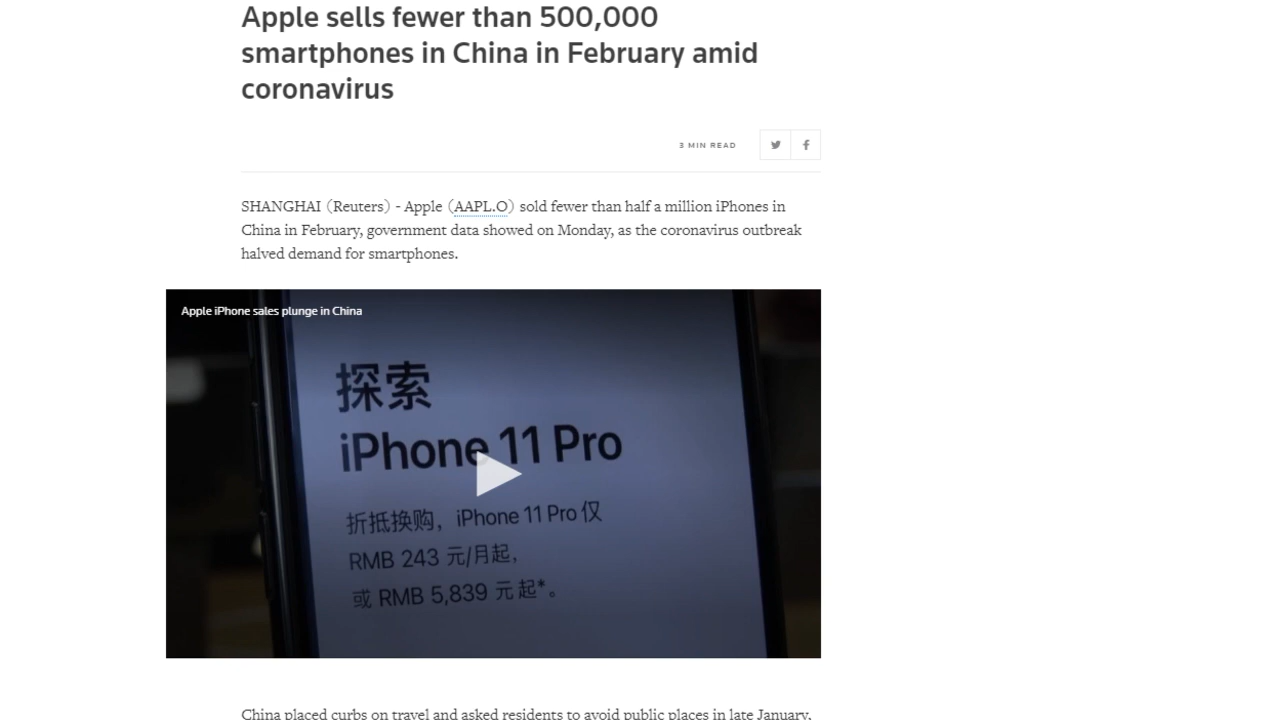 Apple sells fewer than 500,000
smartphones in China in February amid
coronavirus
3 MIN READ
SHANGHAI (Reuters) - Apple (AAPL.O) sold fewer than half a million iPhones in
China in February, government data showed on Monday, as the coronavirus outbreak
halved demand for smartphones.
Apple iPhone sales plunge in China
探索
iPhone 11 Pro
折抵换购，iPhone 11 Pro 仅
RMB 243 元/月起，
或 RMB 5,839 元起*。
China placed curbs on travel and asked residents to avoid public places in late January,